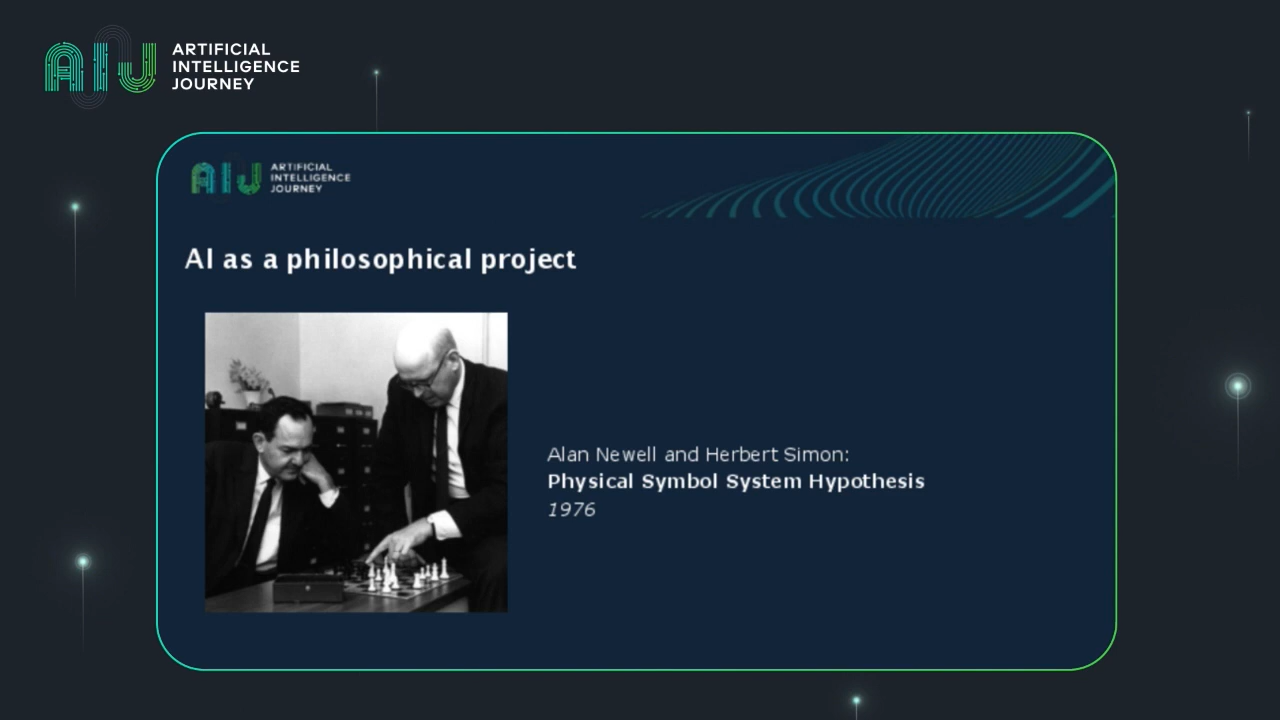 ARTIFICIAL
INTELLIGENCE
JOURNEY
ARTIFICIAL
INTELLIGENCE
JOURNEY
AI as a philosophical project
Alan Newell and Herbert Simon:
Physical Symbol System Hypothesis
1976